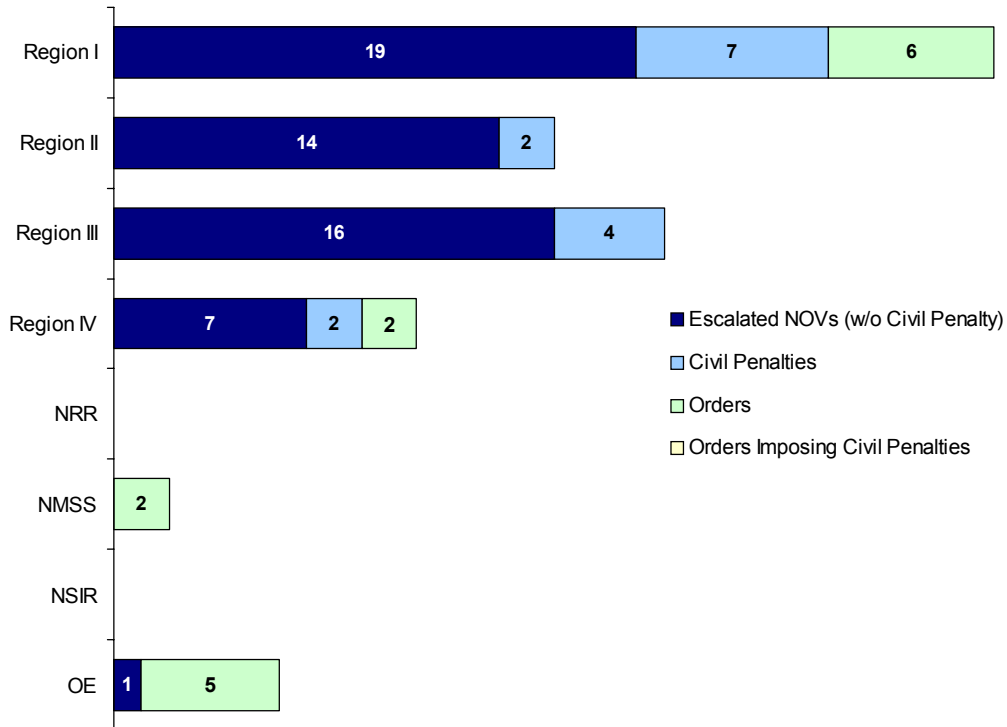 Region I 19 7 6
Region II 14 2
Region III 16 4
Region IV 7 2 2
NRR
NMSS 2
NSIR
OE 1 5
Escalated NOVs (w/o Civil Penalty)
Civil Penalties
Orders
Orders Imposing Civil Penalties